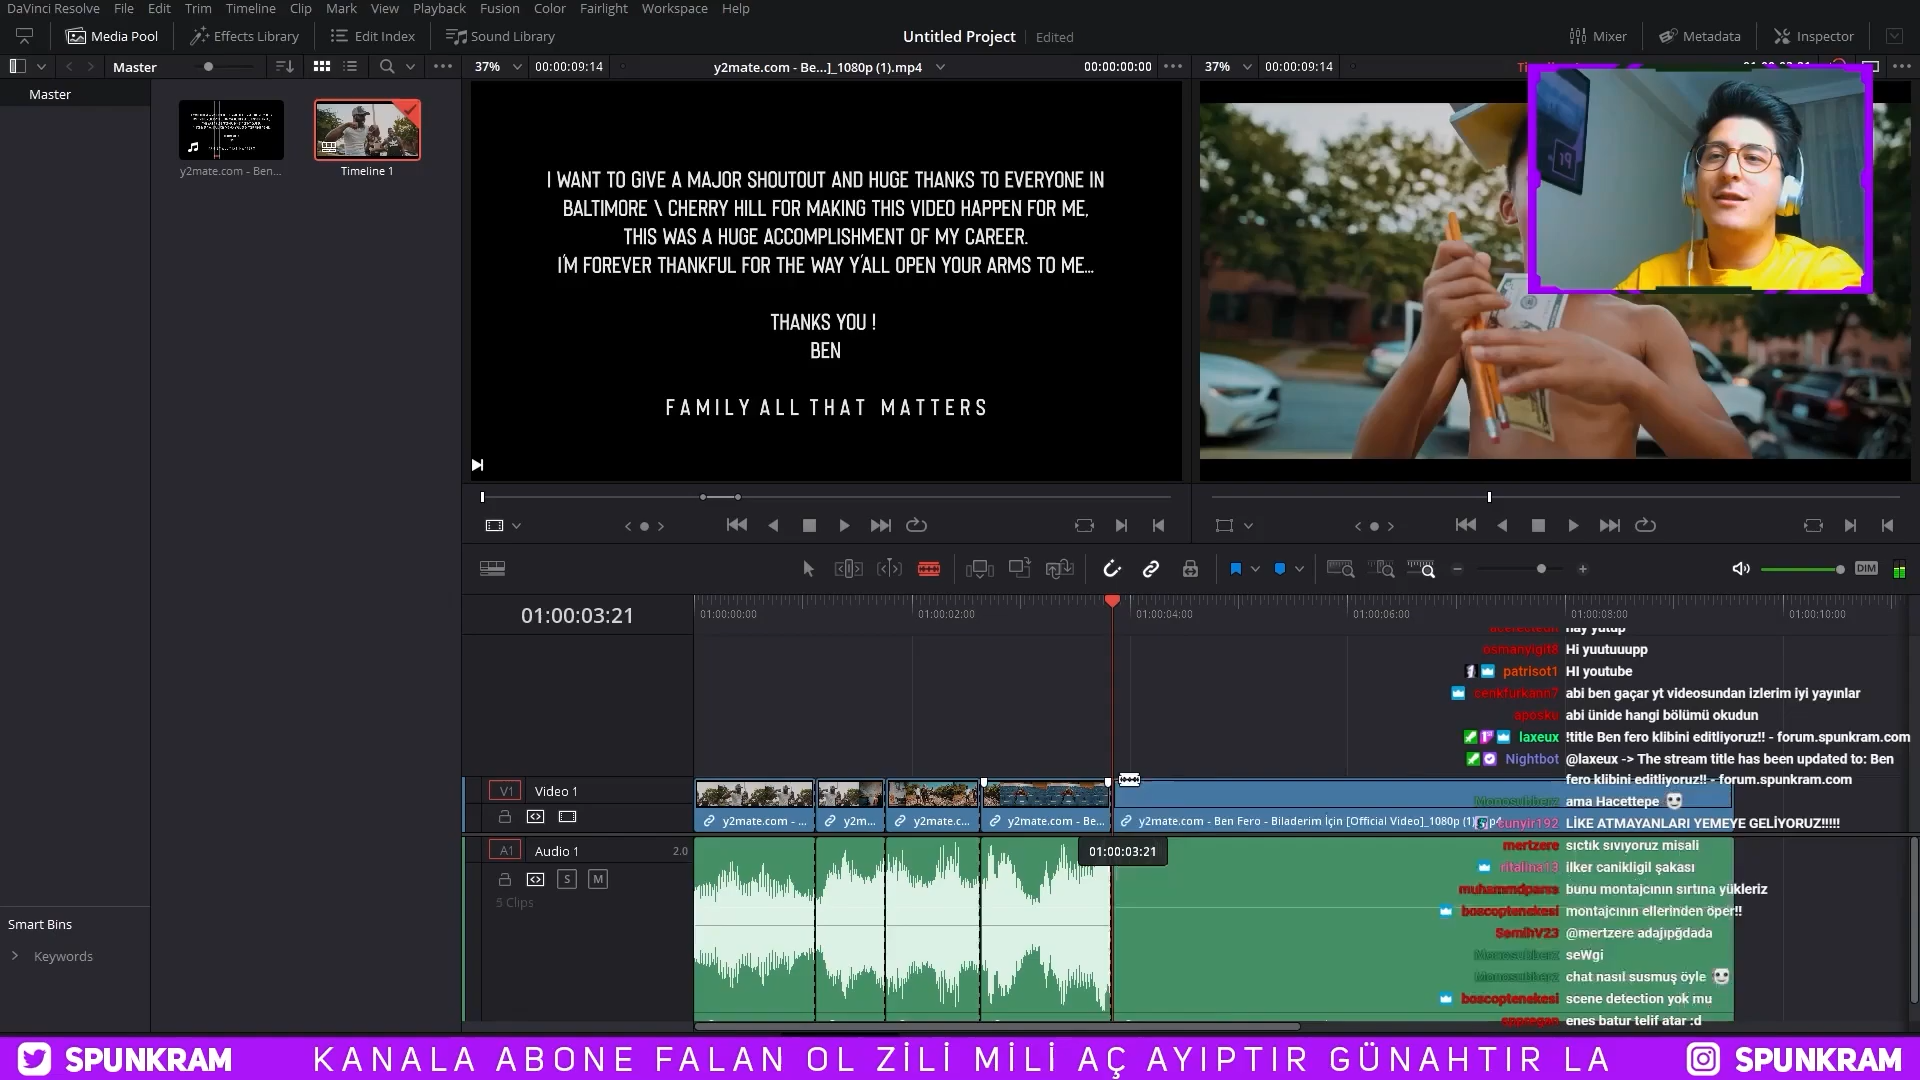 DaVinci Resolve File Edit Trim Timeline Clip Mark View Playback Fusion Color Fairlight Workspace Help
Media Pool Effects Library Edit Index Sound Library
Untitled Project Edited
Mixer Metadata Inspector
Master
37% 00:00:09:14 y2mate.com - Be...]_1080p (1).mp4 00:00:00:00
37% 00:00:09:14
Master
y2mate.com - Ben...
Timeline 1
I WANT TO GIVE A MAJOR SHOUTOUT AND HUGE THANKS TO EVERYONE IN
BALTIMORE \ CHERRY HILL FOR MAKING THIS VIDEO HAPPEN FOR ME,
THIS WAS A HUGE ACCOMPLISHMENT OF MY CAREER.
I'M FOREVER THANKFUL FOR THE WAY Y'ALL OPEN YOUR ARMS TO ME...
THANKS YOU !
BEN
FAMILY ALL THAT MATTERS
19
DIM
01:00:03:21
01:00:00:00 01:00:02:00 01:00:04:00 01:00:06:00 01:00:08:00 01:00:10:00
osmanyigit8 Hi yuutuuupp
patrisot1 HI youtube
cenkfurkann7 abi ben gaçar yt videosundan izlerim iyi yayınlar
aposku abi ünide hangi bölümü okudun
laxeux !title Ben fero klibini editliyoruz!! - forum.spunkram.com
Nightbot @laxeux -> The stream title has been updated to: Ben
fero klibini editliyoruz!! - forum.spunkram.com
ama Hacettepe
LİKE ATMAYANLARI YEMEYE GELİYORUZ!!!!!
mertzere sıctık sıvıyoruz misali
ritalina13 ilker canikligil şakası
muhammdparss bunu montajcının sırtına yükleriz
boscoptenekesi montajcının ellerinden öper!!
SemihV23 @mertzere adajıpğdada
seWgi
chat nasıl susmuş öyle
boscoptenekesi scene detection yok mu
enes batur telif atar :d
V1 Video 1
y2mate.com - ... y2m... y2mate.c... y2mate.com - Be... y2mate.com - Ben Fero - Biladerim İçin [Official Video]_1080p (1)
A1 Audio 1 2.0
S M
5 Clips
01:00:03:21
Smart Bins
Keywords
SPUNKRAM KANALA ABONE FALAN OL ZİLİ MİLİ AÇ AYIPTIR GÜNAHTIR LA SPUNKRAM